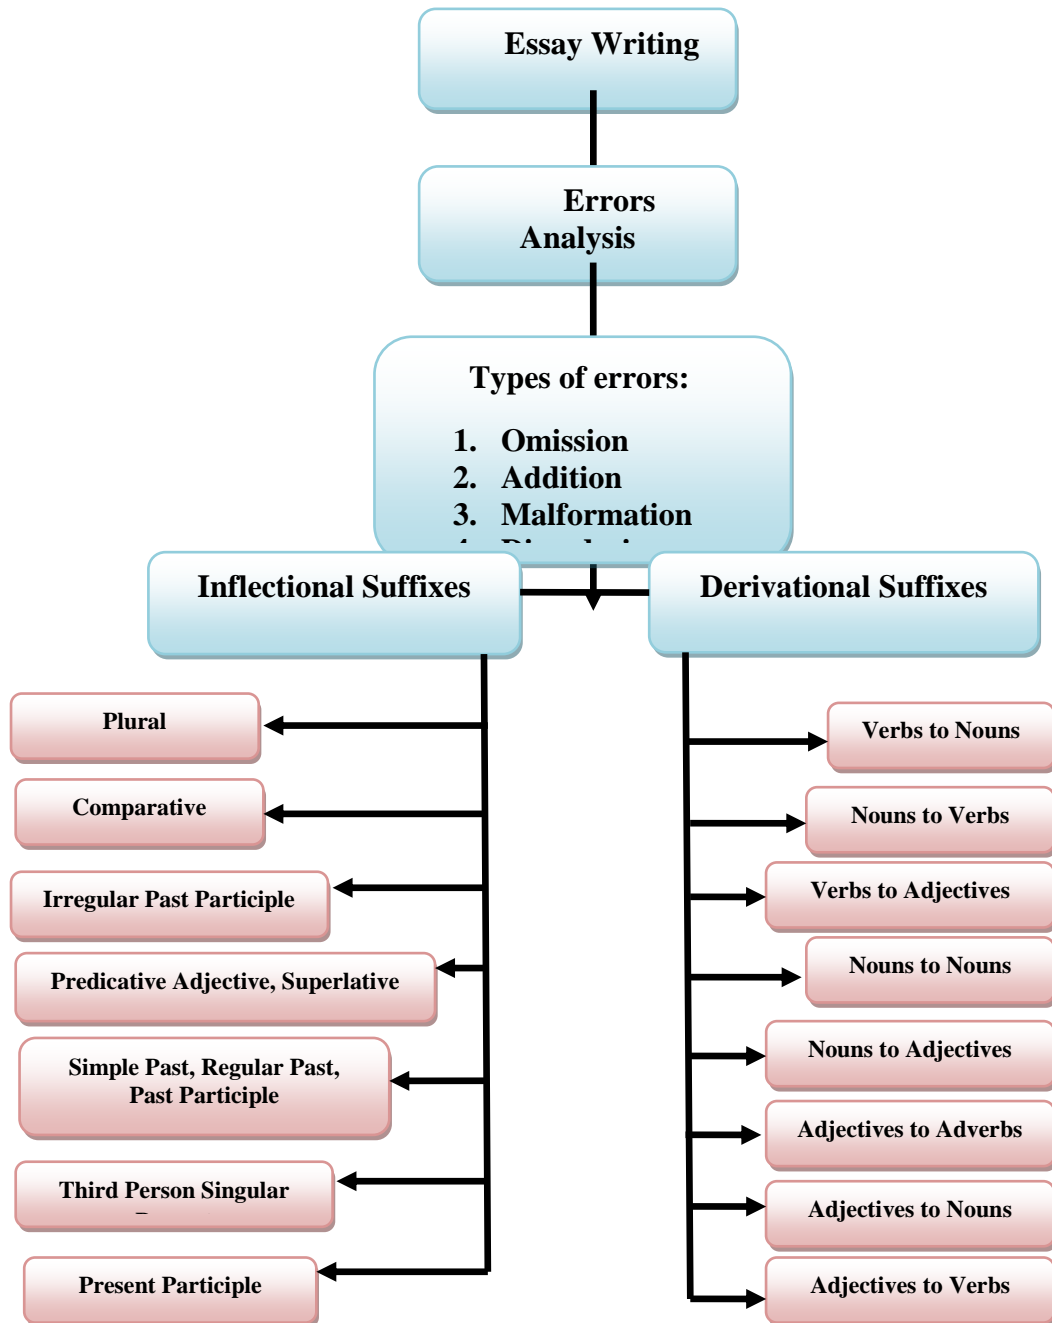 Essay Writing
Errors
Analysis
Types of errors:
1. Omission
2. Addition
3. Malformation
4.
Inflectional Suffixes
Derivational Suffixes
Plural
Comparative
Irregular Past Participle
Predicative Adjective, Superlative
Simple Past, Regular Past,
Past Participle
Third Person Singular
Present Participle
Verbs to Nouns
Nouns to Verbs
Verbs to Adjectives
Nouns to Nouns
Nouns to Adjectives
Adjectives to Adverbs
Adjectives to Nouns
Adjectives to Verbs